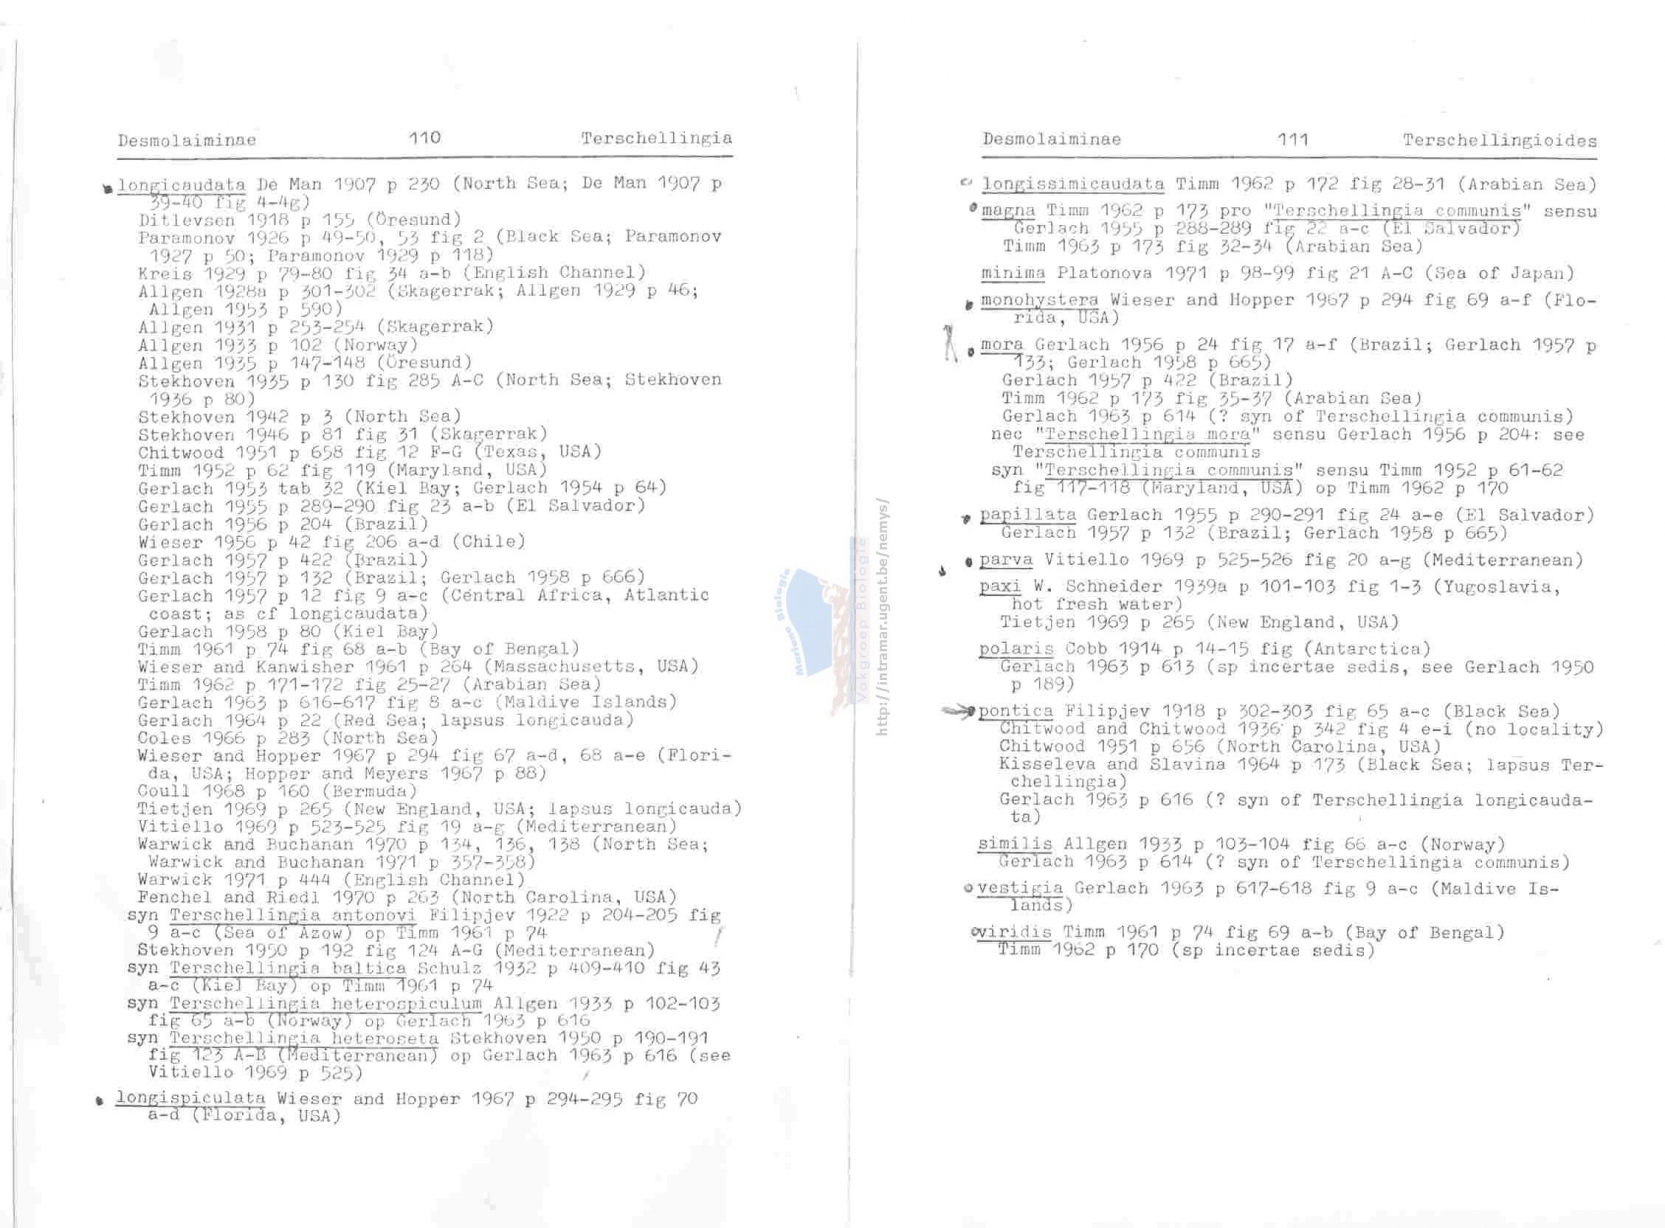 Desmolaiminae 110 Terschellingia
longicaudata De Man 1907 p 230 (North Sea; De Man 1907 p
39-40 fig 4-4g)
Ditlevsen 1918 p 155 (Öresund)
Paramonov 1926 p 49-50, 53 fig 2 (Black Sea; Paramonov
1927 p 50; Paramonov 1929 p 118)
Kreis 1929 p 79-80 fig 34 a-b (English Channel)
Allgen 1928a p 301-302 (Skagerrak; Allgen 1929 p 46;
Allgen 1953 p 590)
Allgen 1931 p 253-254 (Skagerrak)
Allgen 1933 p 102 (Norway)
Allgen 1935 p 147-148 (Öresund)
Stekhoven 1935 p 130 fig 285 A-C (North Sea; Stekhoven
1936 p 80)
Stekhoven 1942 p 3 (North Sea)
Stekhoven 1946 p 81 fig 31 (Skagerrak)
Chitwood 1951 p 658 fig 12 F-G (Texas, USA)
Timm 1952 p 62 fig 119 (Maryland, USA)
Gerlach 1953 tab 32 (Kiel Bay; Gerlach 1954 p 64)
Gerlach 1955 p 289-290 fig 23 a-b (El Salvador)
Gerlach 1956 p 204 (Brazil)
Wieser 1956 p 42 fig 206 a-d (Chile)
Gerlach 1957 p 422 (Brazil)
Gerlach 1957 p 132 (Brazil; Gerlach 1958 p 666)
Gerlach 1957 p 12 fig 9 a-c (Central Africa, Atlantic
coast; as cf longicaudata)
Gerlach 1958 p 80 (Kiel Bay)
Timm 1961 p 74 fig 68 a-b (Bay of Bengal)
Wieser and Kanwisher 1961 p 264 (Massachusetts, USA)
Timm 1962 p 171-172 fig 25-27 (Arabian Sea)
Gerlach 1963 p 616-617 fig 8 a-c (Maldive Islands)
Gerlach 1964 p 22 (Red Sea; lapsus longicauda)
Coles 1966 p 283 (North Sea)
Wieser and Hopper 1967 p 294 fig 67 a-d, 68 a-e (Flori-
da, USA; Hopper and Meyers 1967 p 88)
Coull 1968 p 160 (Bermuda)
Tietjen 1969 p 265 (New England, USA; lapsus longicauda)
Vitiello 1969 p 523-525 fig 19 a-g (Mediterranean)
Warwick and Buchanan 1970 p 134, 136, 138 (North Sea;
Warwick and Buchanan 1971 p 357-358)
Warwick 1971 p 444 (English Channel)
Fenchel and Riedl 1970 p 263 (North Carolina, USA)
syn Terschellingia antonovi Filipjev 1922 p 204-205 fig
9 a-c (Sea of Azow) op Timm 1961 p 74
Stekhoven 1950 p 192 fig 124 A-G (Mediterranean)
syn Terschellingia baltica Schulz 1932 p 409-410 fig 43
a-c (Kiel Bay) op Timm 1961 p 74
syn Terschellingia heterospiculum Allgen 1933 p 102-103
fig 65 a-b (Norway) op Gerlach 1963 p 616
syn Terschellingia heteroseta Stekhoven 1950 p 190-191
fig 123 A-B (Mediterranean) op Gerlach 1963 p 616 (see
Vitiello 1969 p 525)
longispiculata Wieser and Hopper 1967 p 294-295 fig 70
a-d (Florida, USA)
Vakgroep Biologie
http://intramar.ugent.be/nemys/
Desmolaiminae 111 Terschellingioides
longissimicaudata Timm 1962 p 172 fig 28-31 (Arabian Sea)
magna Timm 1962 p 173 pro "Terschellingia communis" sensu
Gerlach 1955 p 288-289 fig 22 a-c (El Salvador)
Timm 1963 p 173 fig 32-34 (Arabian Sea)
minima Platonova 1971 p 98-99 fig 21 A-C (Sea of Japan)
monohystera Wieser and Hopper 1967 p 294 fig 69 a-f (Flo-
rida, USA)
mora Gerlach 1956 p 24 fig 17 a-f (Brazil; Gerlach 1957 p
133; Gerlach 1958 p 665)
Gerlach 1957 p 422 (Brazil)
Timm 1962 p 173 fig 35-37 (Arabian Sea)
Gerlach 1963 p 614 (? syn of Terschellingia communis)
nec "Terschellingia mora" sensu Gerlach 1956 p 204: see
Terschellingia communis
syn "Terschellingia communis" sensu Timm 1952 p 61-62
fig 117-118 (Maryland, USA) op Timm 1962 p 170
papillata Gerlach 1955 p 290-291 fig 24 a-e (El Salvador)
Gerlach 1957 p 132 (Brazil; Gerlach 1958 p 665)
parva Vitiello 1969 p 525-526 fig 20 a-g (Mediterranean)
paxi W. Schneider 1939a p 101-103 fig 1-3 (Yugoslavia,
hot fresh water)
Tietjen 1969 p 265 (New England, USA)
polaris Cobb 1914 p 14-15 fig (Antarctica)
Gerlach 1963 p 613 (sp incertae sedis, see Gerlach 1950
p 189)
pontica Filipjev 1918 p 302-303 fig 65 a-c (Black Sea)
Chitwood and Chitwood 1936 p 342 fig 4 e-i (no locality)
Chitwood 1951 p 656 (North Carolina, USA)
Kisseleva and Slavina 1964 p 173 (Black Sea; lapsus Ter-
chellingia)
Gerlach 1963 p 616 (? syn of Terschellingia longicauda-
ta)
similis Allgen 1933 p 103-104 fig 66 a-c (Norway)
Gerlach 1963 p 614 (? syn of Terschellingia communis)
vestigia Gerlach 1963 p 617-618 fig 9 a-c (Maldive Is-
lands)
viridis Timm 1961 p 74 fig 69 a-b (Bay of Bengal)
Timm 1962 p 170 (sp incertae sedis)